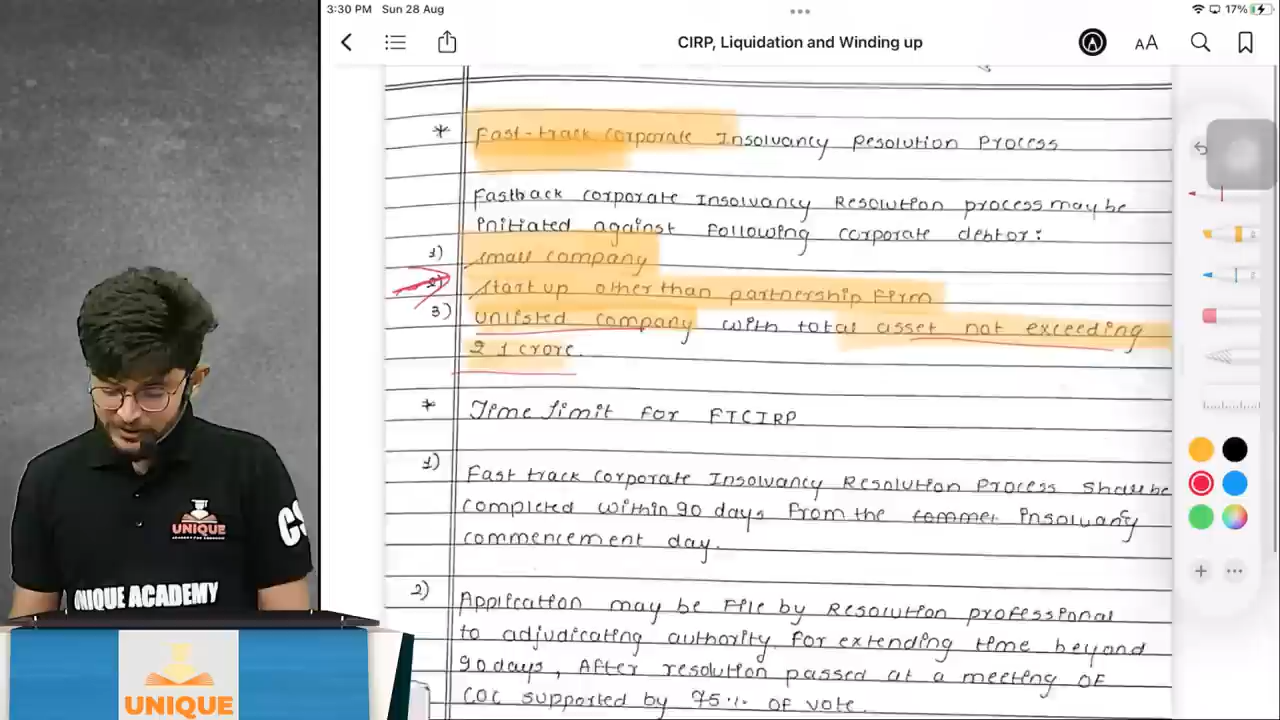 3:30 PM Sun 28 Aug
17%
CIRP, Liquidation and Winding up
AA
* Fast-track corporate Insolvancy Resolution Process
Fastback corporate Insolvancy Resolution process may be
initiated against following corporate debtor:
1) small company
2) start up other than partnership firm
3) unlisted company with total asset not exceeding
₹ 1 crore.
* Time limit for FTCIRP
1) Fast track corporate Insolvancy Resolution Process shall be
completed within 90 days from the commer insolvancy
commencement day.
2) Application may be file by Resolution professional
to adjudicating authority for extending time beyond
90 days, After resolution passed at a meeting of
COC supported by 75% of vote.
UNIQUE
CS
UNIQUE ACADEMY
UNIQUE